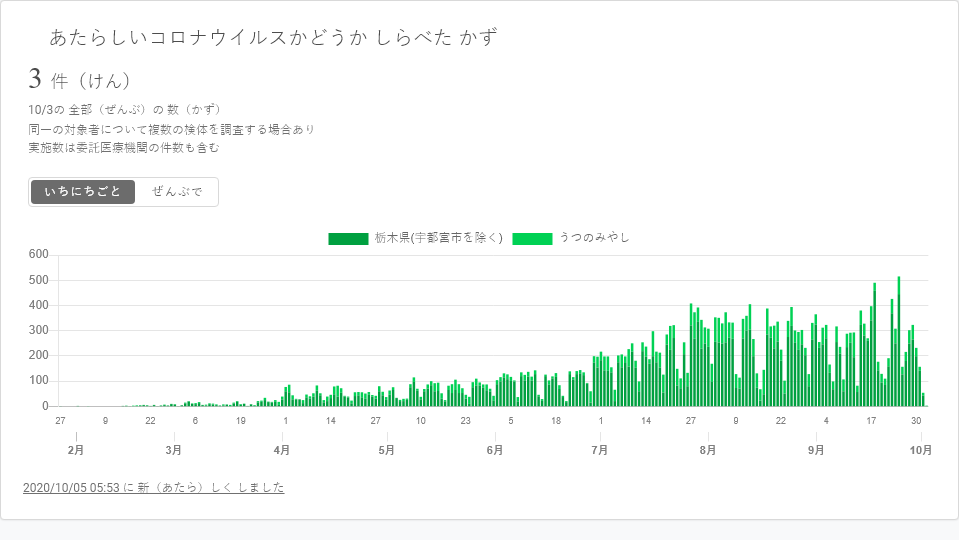 あたらしいコロナウイルスかどうか しらべた かず
3 件（けん）
10/3の 全部（ぜんぶ）の 数（かず）
同一の対象者について複数の検体を調査する場合あり
実施数は委託医療機関の件数も含む
いちにちごと ぜんぶで
栃木県(宇都宮市を除く) うつのみやし
600
500
400
300
200
100
0
27 9 22 6 19 1 14 27 10 23 6 18 1 14 27 9 22 4 17 30
2月 3月 4月 5月 6月 7月 8月 9月 10月
2020/10/05 05:53 に 新（あたら）しく しました